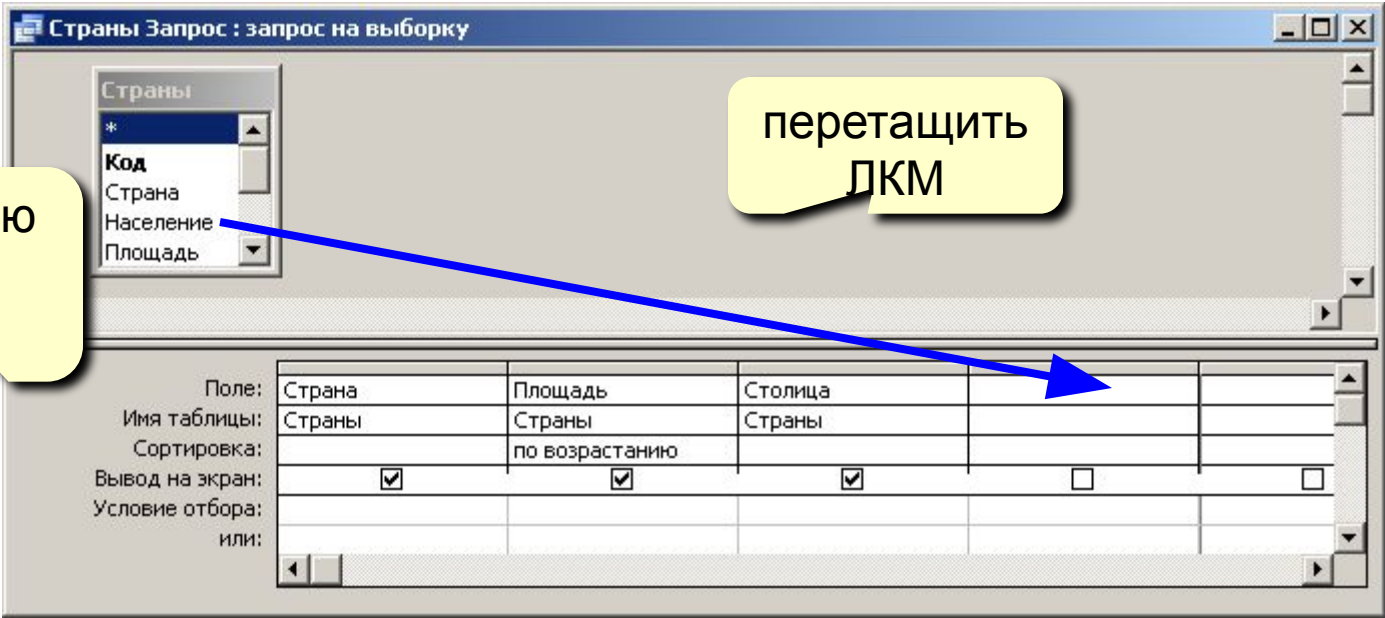 Страны Запрос : запрос на выборку
Страны
*
Код
Страна
Население
Площадь
перетащить
ЛКМ
ю
Поле: Страна Площадь Столица
Имя таблицы: Страны Страны Страны
Сортировка: по возрастанию
Вывод на экран:
Условие отбора:
или: